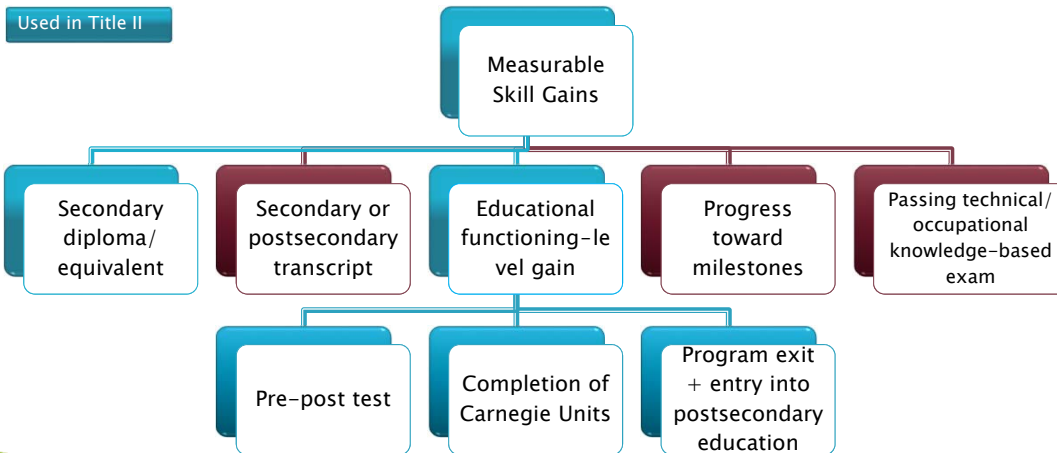 Used in Title II
Measurable
Skill Gains
Secondary
diploma/
equivalent
Secondary or
postsecondary
transcript
Educational
functioning-le
vel gain
Progress
toward
milestones
Passing technical/
occupational
knowledge-based
exam
Pre-post test
Completion of
Carnegie Units
Program exit
+ entry into
postsecondary
education